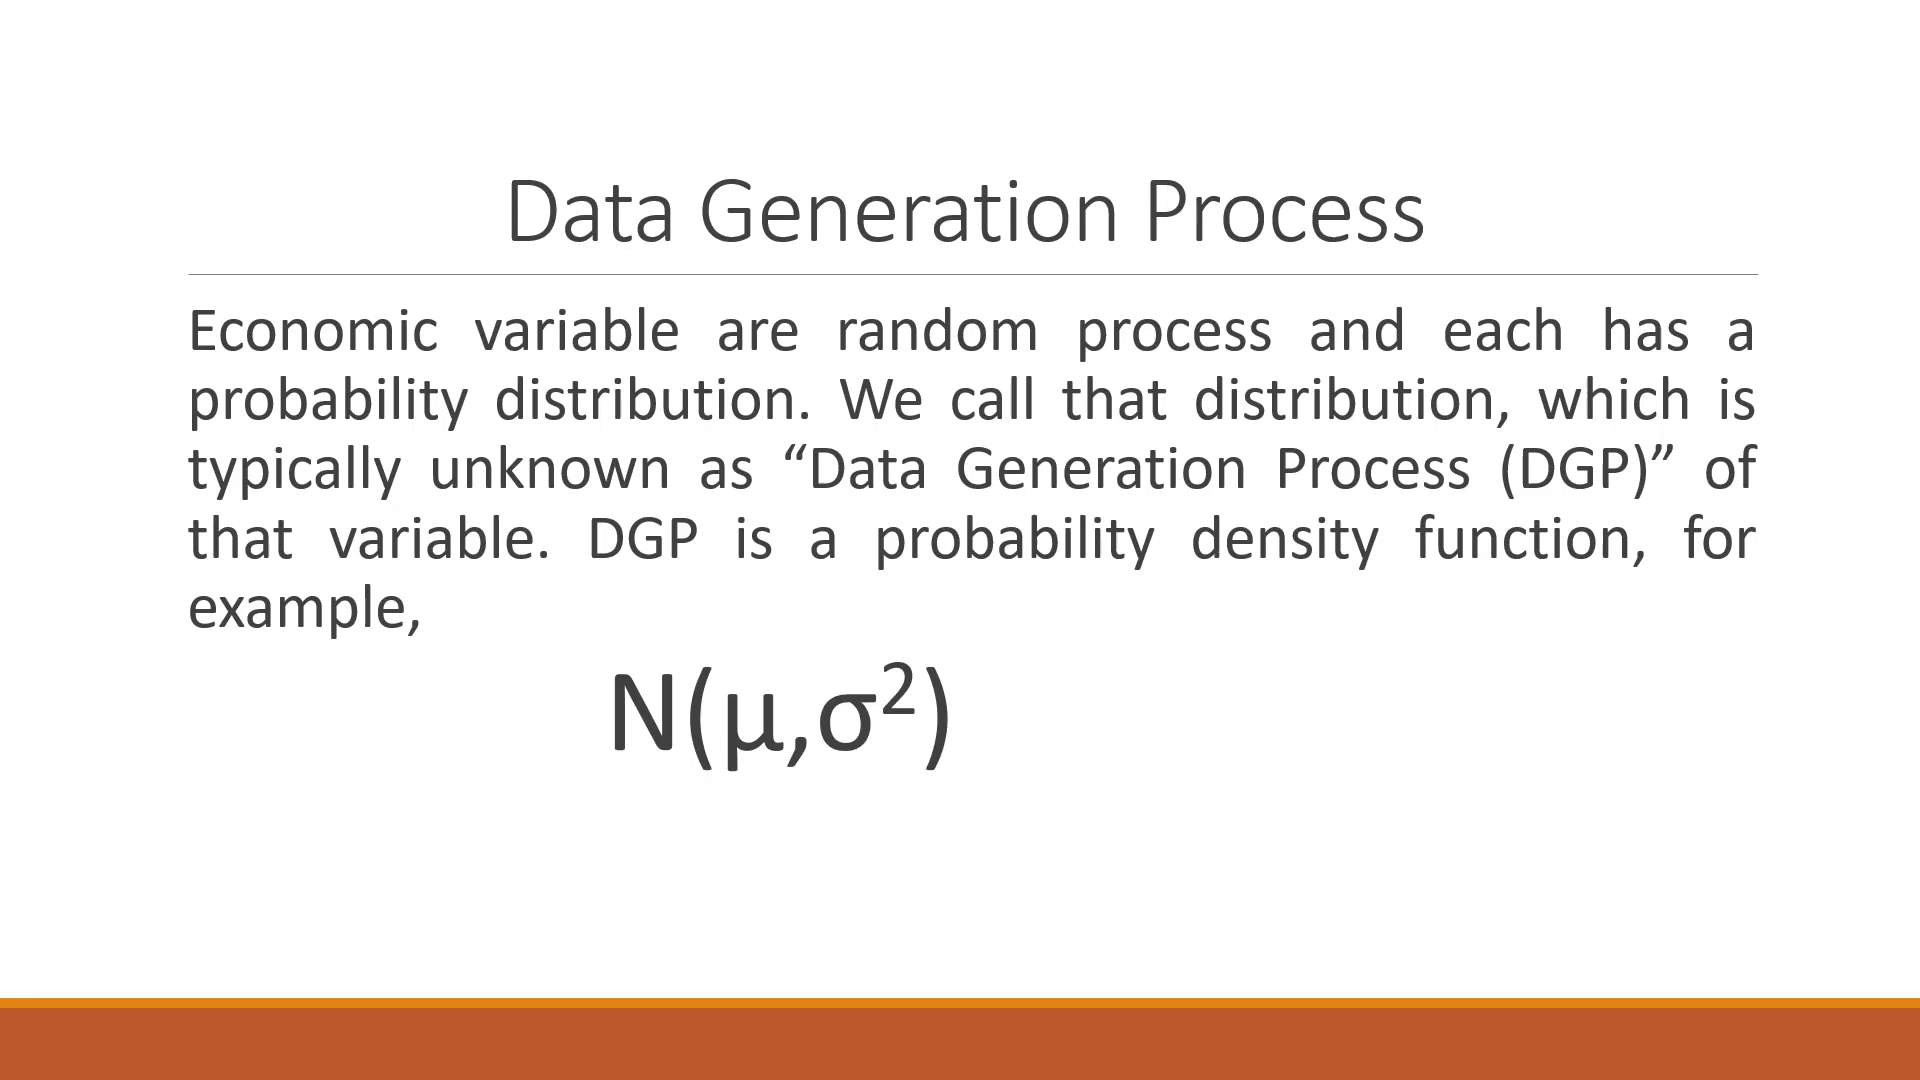 Data Generation Process
Economic variable are random process and each has a
probability distribution. We call that distribution, which is
typically unknown as “Data Generation Process (DGP)” of
that variable. DGP is a probability density function, for
example,
N(μ,σ²)